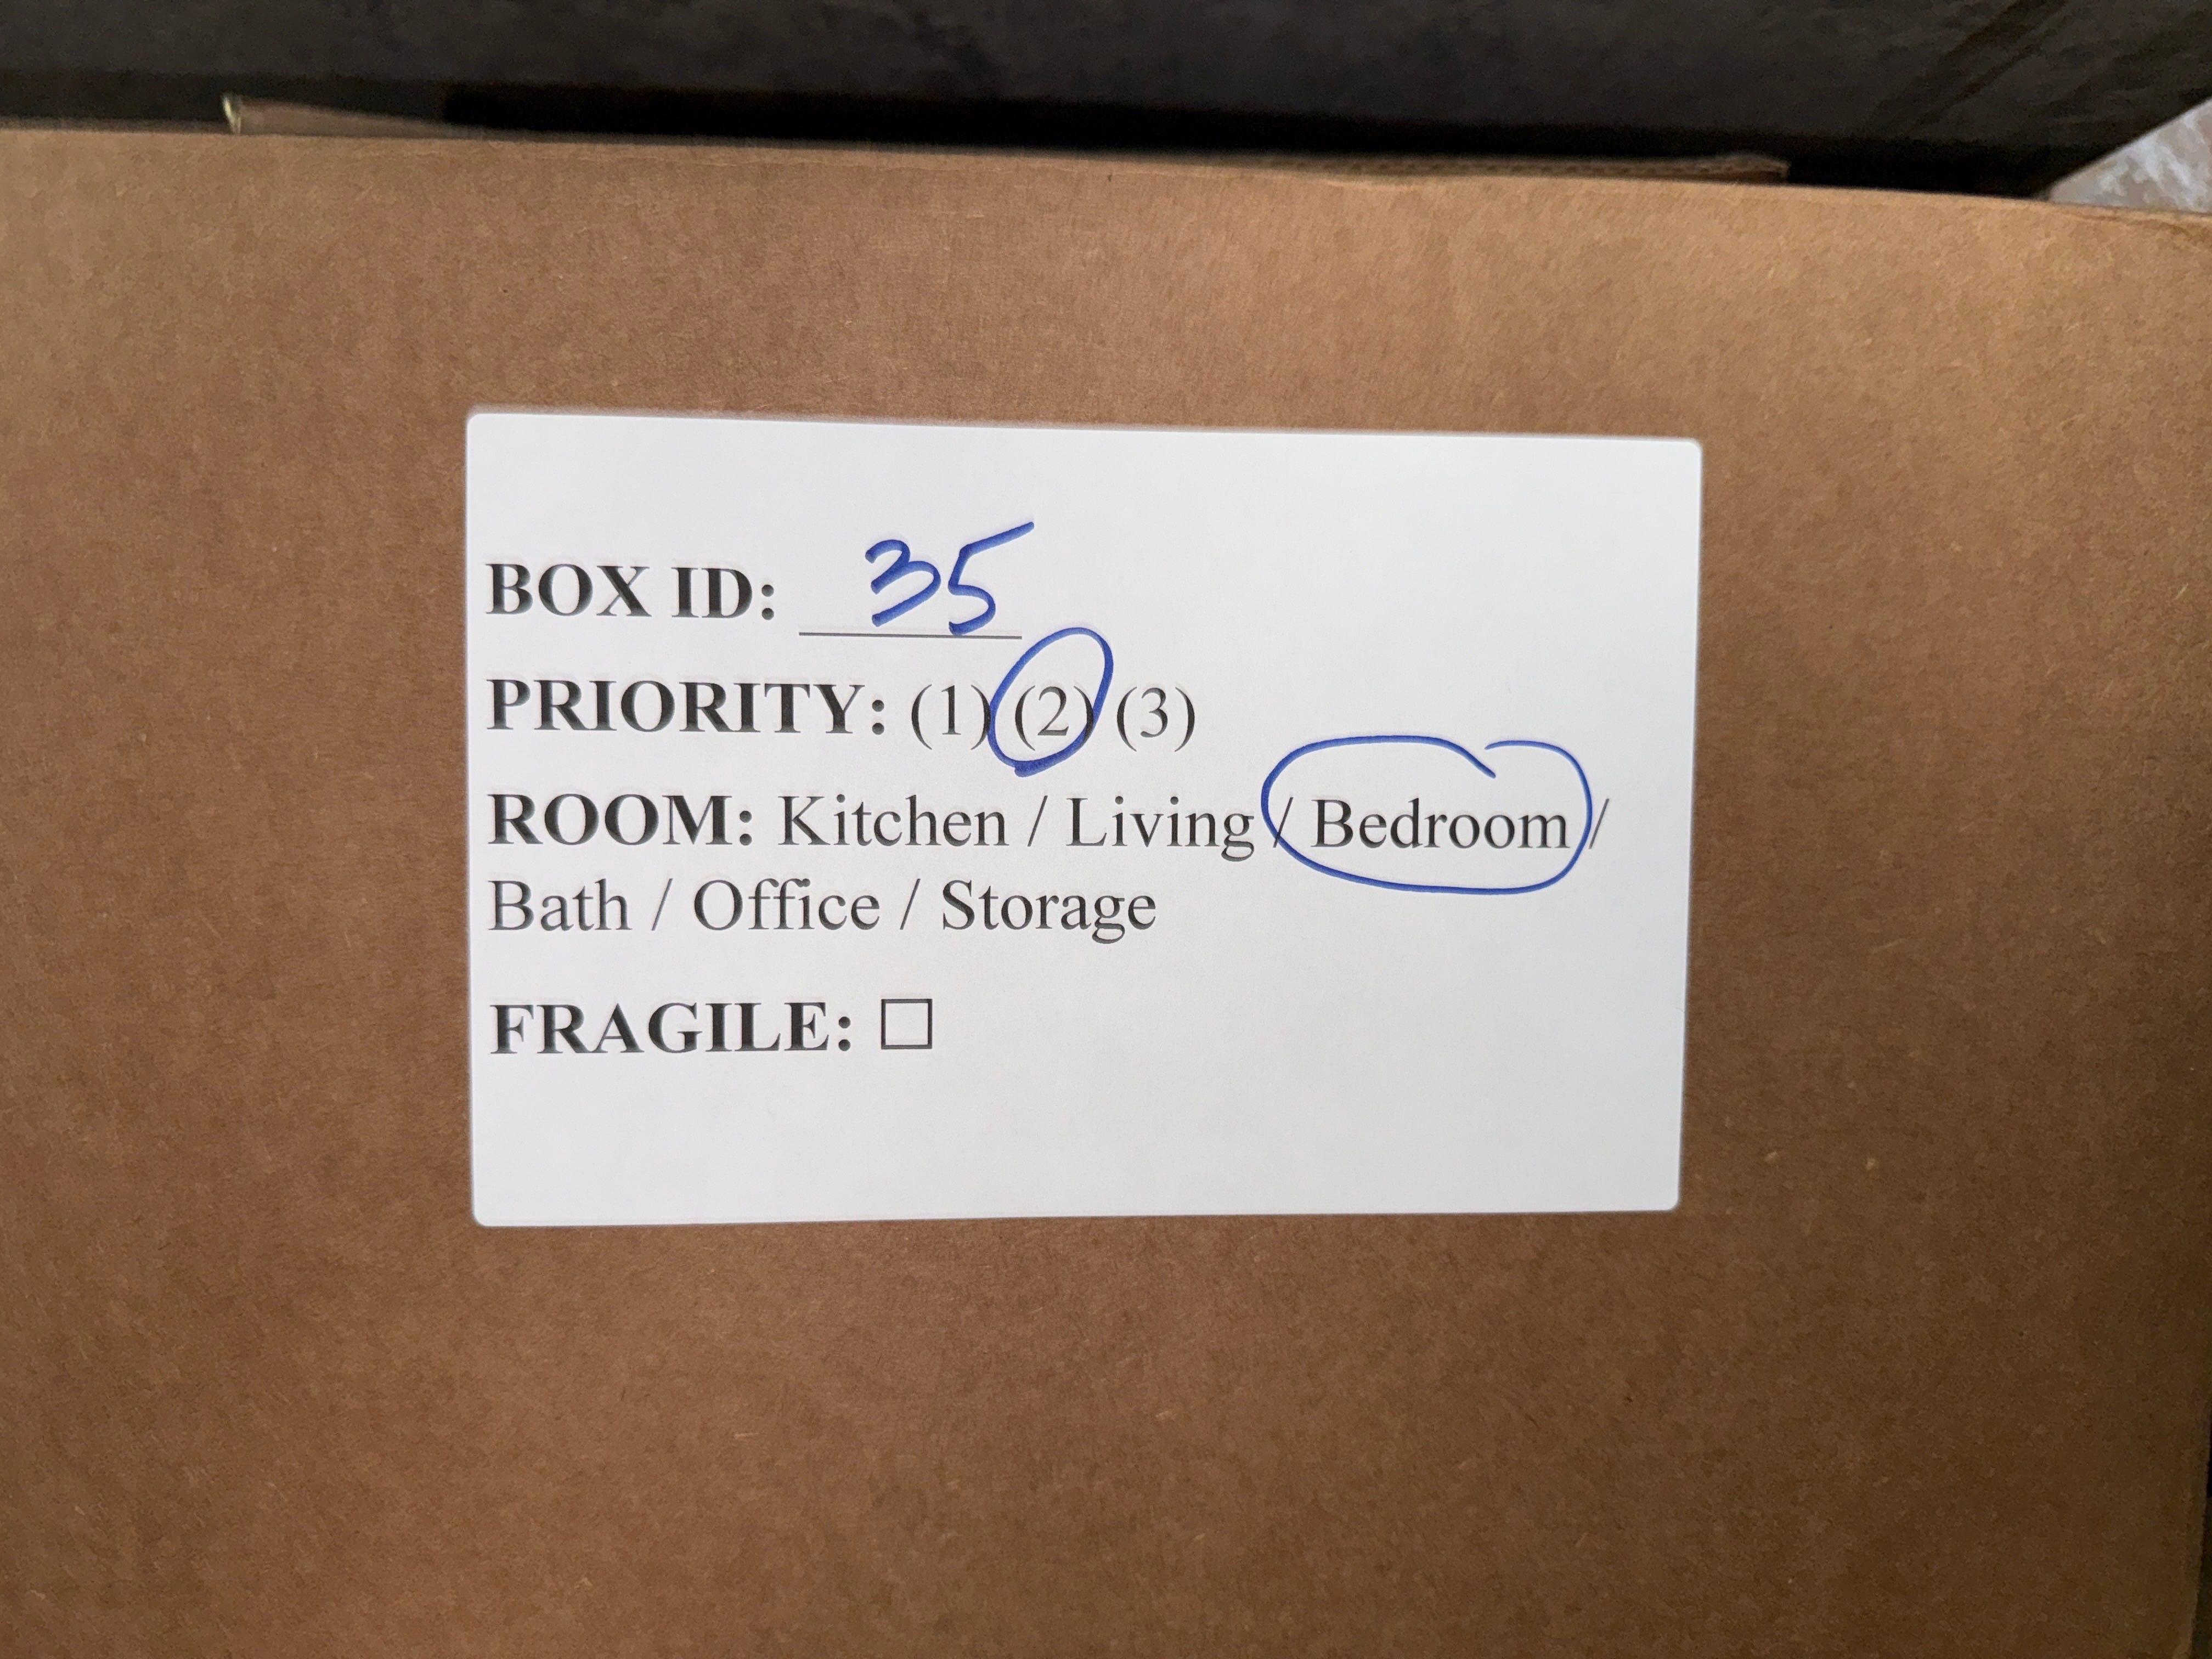 BOX ID: 35
PRIORITY: (1) (2) (3)
ROOM: Kitchen / Living / Bedroom /
Bath / Office / Storage
FRAGILE: ☐